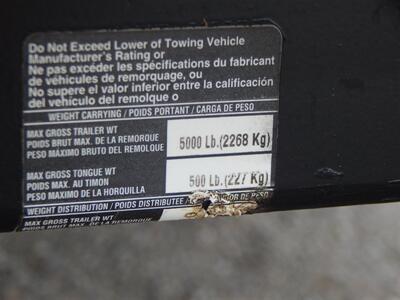 Do Not Exceed Lower of Towing Vehicle
Manufacturer's Rating or
Ne pas excéder les spécifications du fabricant
de véhicules de remorquage, ou
No supere el valor inferior entre la calificación
del vehículo del remolque o
WEIGHT CARRYING / POIDS PORTANT / CARGA DE PESO
MAX GROSS TRAILER WT
POIDS BRUT MAX. DE LA REMORQUE
PESO MÁXIMO BRUTO DEL REMOLQUE
5000 Lb.(2268 Kg)
MAX TONGUE WT
POIDS MAX. AU TIMON
PESO MAXIMO DE LA HORQUILLA
500 Lb.(227 Kg)
WEIGHT DISTRIBUTION / POIDS DISTRIBUTEE / DE PESO
MAX GROSS TRAILER WT
POIDS BRUT MAX. DE LA REMORQUE